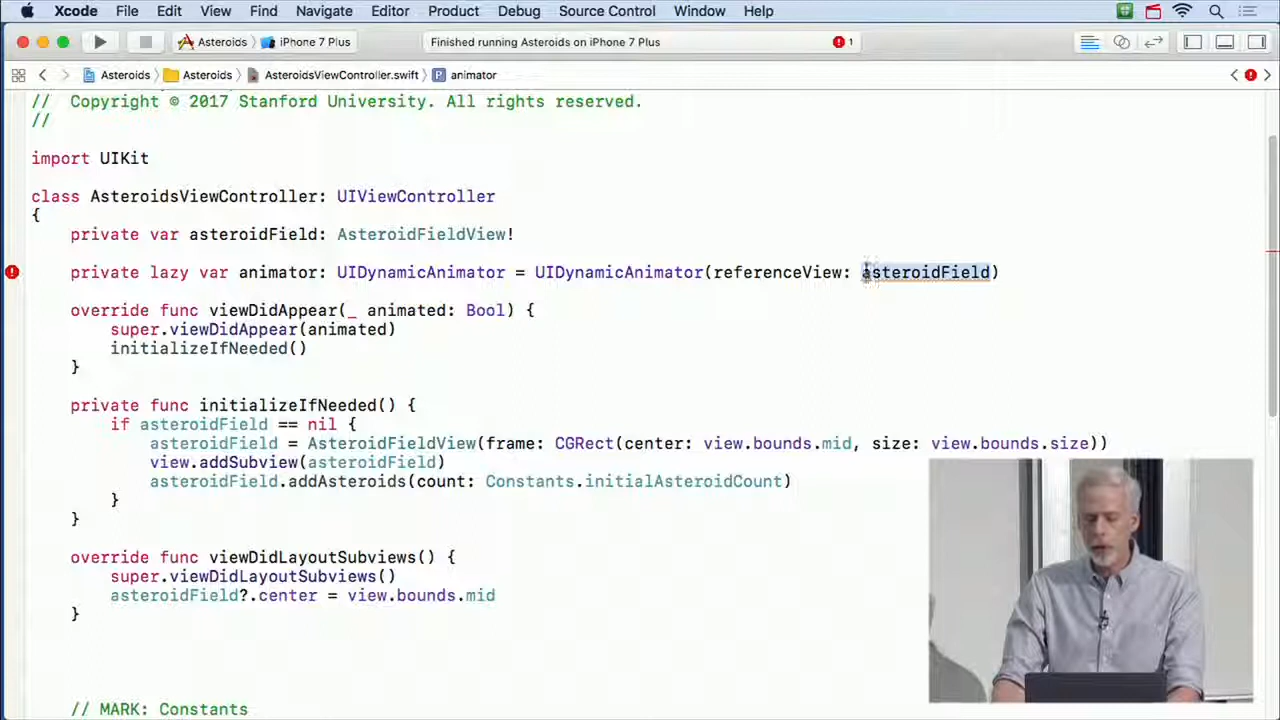 Xcode File Edit View Find Navigate Editor Product Debug Source Control Window Help
Asteroids iPhone 7 Plus Finished running Asteroids on iPhone 7 Plus 1
Asteroids Asteroids AsteroidsViewController.swift P animator
// Copyright © 2017 Stanford University. All rights reserved.
//
import UIKit
class AsteroidsViewController: UIViewController
{
private var asteroidField: AsteroidFieldView!
private lazy var animator: UIDynamicAnimator = UIDynamicAnimator(referenceView: asteroidField)
override func viewDidAppear(_ animated: Bool) {
super.viewDidAppear(animated)
initializeIfNeeded()
}
private func initializeIfNeeded() {
if asteroidField == nil {
asteroidField = AsteroidFieldView(frame: CGRect(center: view.bounds.mid, size: view.bounds.size))
view.addSubview(asteroidField)
asteroidField.addAsteroids(count: Constants.initialAsteroidCount)
}
}
override func viewDidLayoutSubviews() {
super.viewDidLayoutSubviews()
asteroidField?.center = view.bounds.mid
}
// MARK: Constants